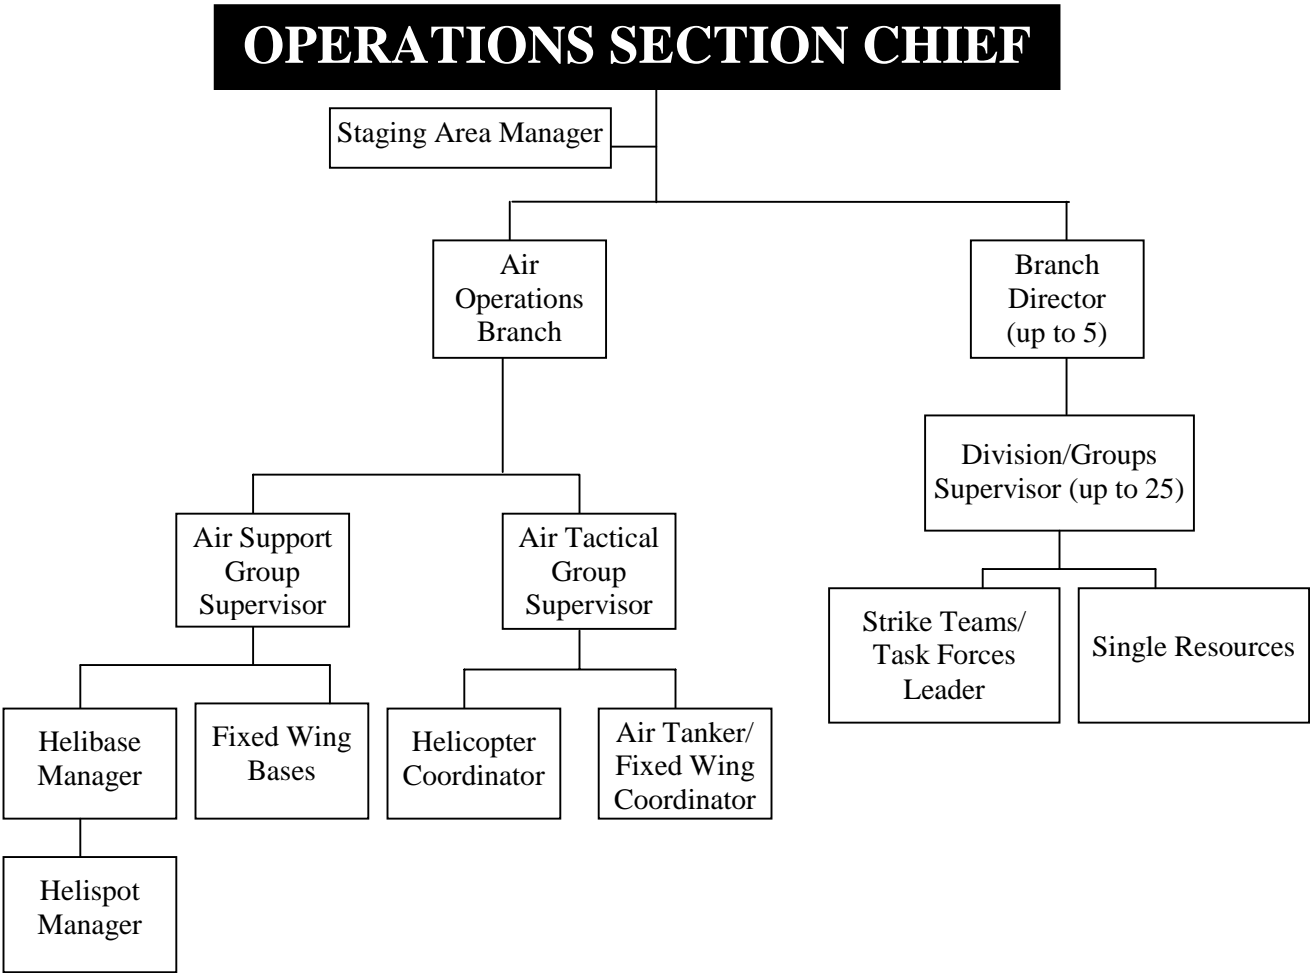 OPERATIONS SECTION CHIEF
Staging Area Manager
Air
Operations
Branch
Branch
Director
(up to 5)
Division/Groups
Supervisor (up to 25)
Air Support
Group
Supervisor
Air Tactical
Group
Supervisor
Strike Teams/
Task Forces
Leader
Single Resources
Helibase
Manager
Fixed Wing
Bases
Helicopter
Coordinator
Air Tanker/
Fixed Wing
Coordinator
Helispot
Manager